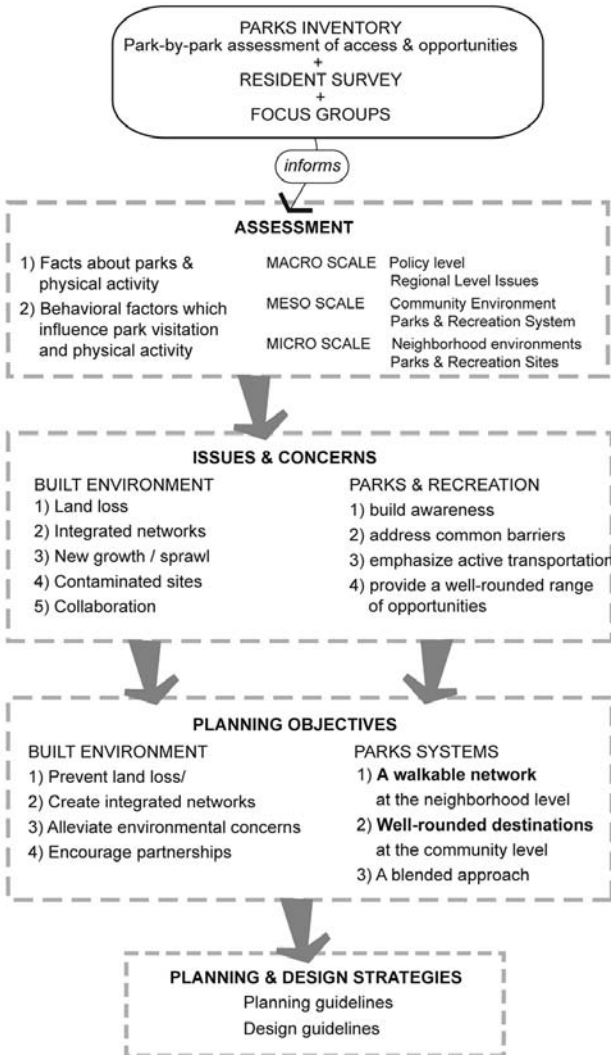 PARKS INVENTORY
Park-by-park assessment of access & opportunities
+
RESIDENT SURVEY
+
FOCUS GROUPS
informs
ASSESSMENT
1) Facts about parks &
physical activity
2) Behavioral factors which
influence park visitation
and physical activity
MACRO SCALE Policy level
Regional Level Issues
MESO SCALE Community Environment
Parks & Recreation System
MICRO SCALE Neighborhood environments
Parks & Recreation Sites
ISSUES & CONCERNS
BUILT ENVIRONMENT
1) Land loss
2) Integrated networks
3) New growth / sprawl
4) Contaminated sites
5) Collaboration
PARKS & RECREATION
1) build awareness
2) address common barriers
3) emphasize active transportation
4) provide a well-rounded range
of opportunities
PLANNING OBJECTIVES
BUILT ENVIRONMENT
1) Prevent land loss/
2) Create integrated networks
3) Alleviate environmental concerns
4) Encourage partnerships
PARKS SYSTEMS
1) A walkable network
at the neighborhood level
2) Well-rounded destinations
at the community level
3) A blended approach
PLANNING & DESIGN STRATEGIES
Planning guidelines
Design guidelines